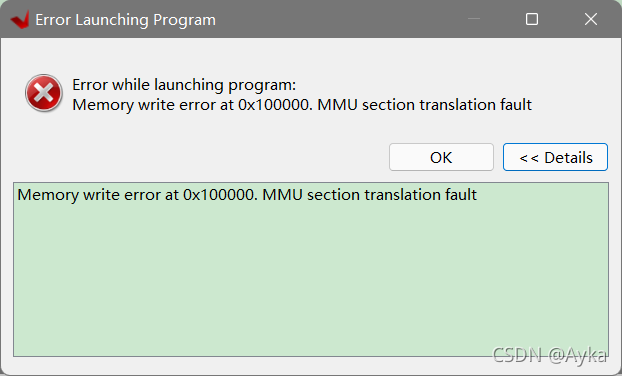 Error Launching Program
Error while launching program:
Memory write error at 0x100000. MMU section translation fault
OK
<< Details
Memory write error at 0x100000. MMU section translation fault
CSDN @Ayka